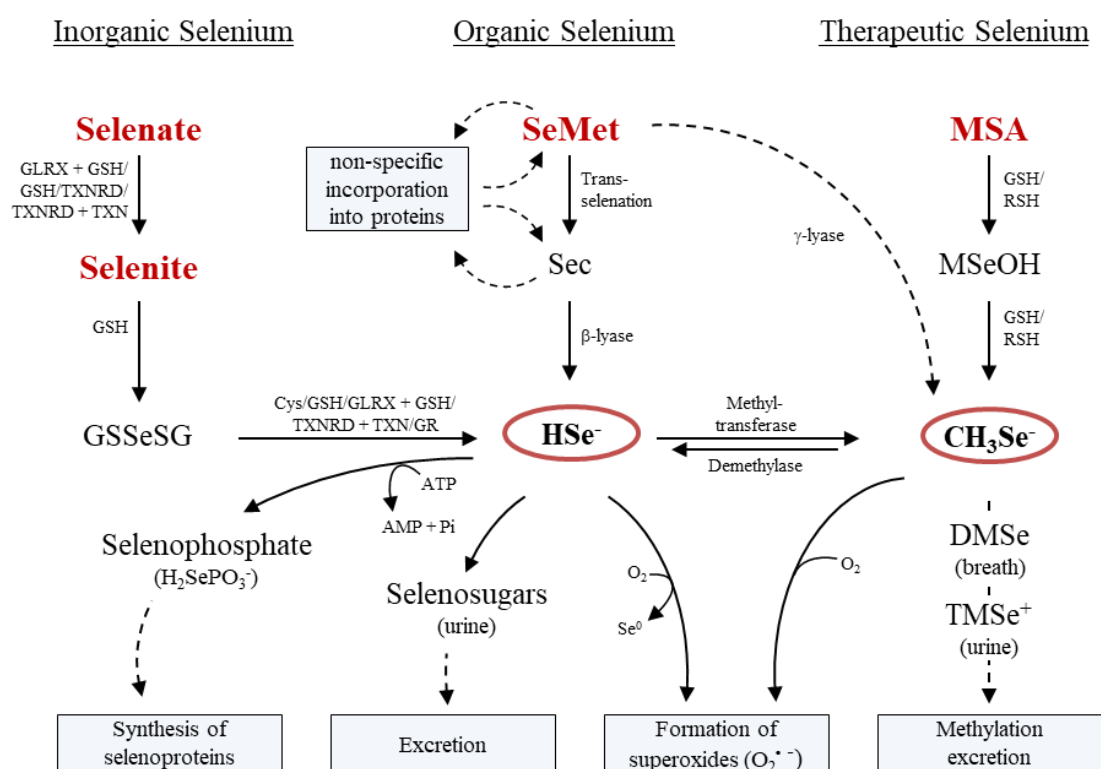 Inorganic Selenium
Organic Selenium
Therapeutic Selenium
Selenate
SeMet
MSA
GLRX + GSH/
GSH/TXNRD/
TXNRD + TXN
non-specific
incorporation
into proteins
Trans-
selenation
GSH/
RSH
γ-lyase
Selenite
Sec
MSeOH
GSH
β-lyase
GSH/
RSH
GSSeSG
Cys/GSH/GLRX + GSH/
TXNRD + TXN/GR
HSe⁻
Methyl-
transferase
Demethylase
CH₃Se⁻
ATP
AMP + Pi
Selenophosphate
(H₂SePO₃⁻)
Selenosugars
(urine)
O₂
Se⁰
O₂
DMSe
(breath)
TMSe⁺
(urine)
Synthesis of
selenoproteins
Excretion
Formation of
superoxides (O₂•⁻)
Methylation
excretion